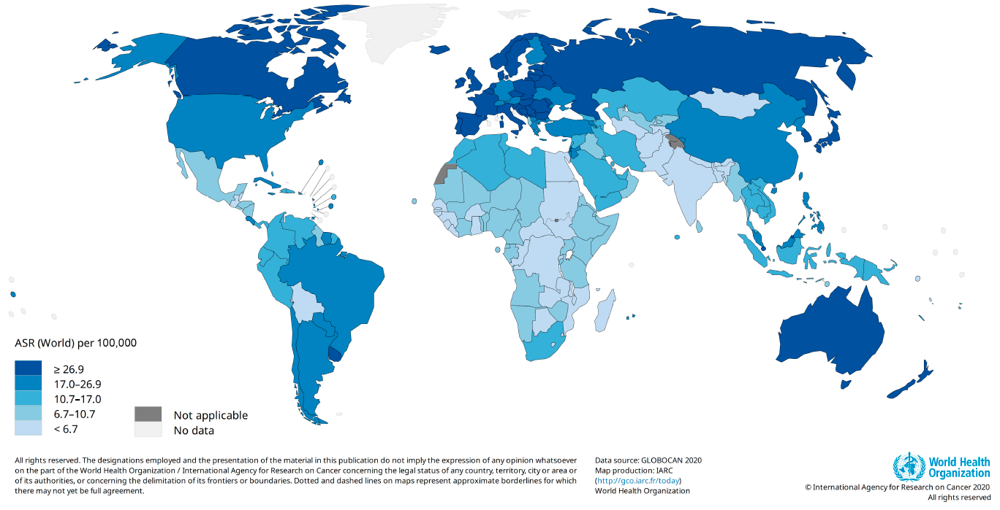 ASR (World) per 100,000
≥ 26.9
17.0–26.9
10.7–17.0
6.7–10.7
< 6.7
Not applicable
No data
All rights reserved. The designations employed and the presentation of the material in this publication do not imply the expression of any opinion whatsoever
on the part of the World Health Organization / International Agency for Research on Cancer concerning the legal status of any country, territory, city or area or
of its authorities, or concerning the delimitation of its frontiers or boundaries. Dotted and dashed lines on maps represent approximate borderlines for which
there may not yet be full agreement.
Data source: GLOBOCAN 2020
Map production: IARC
(http://gco.iarc.fr/today)
World Health Organization
World Health
Organization
© International Agency for Research on Cancer 2020
All rights reserved